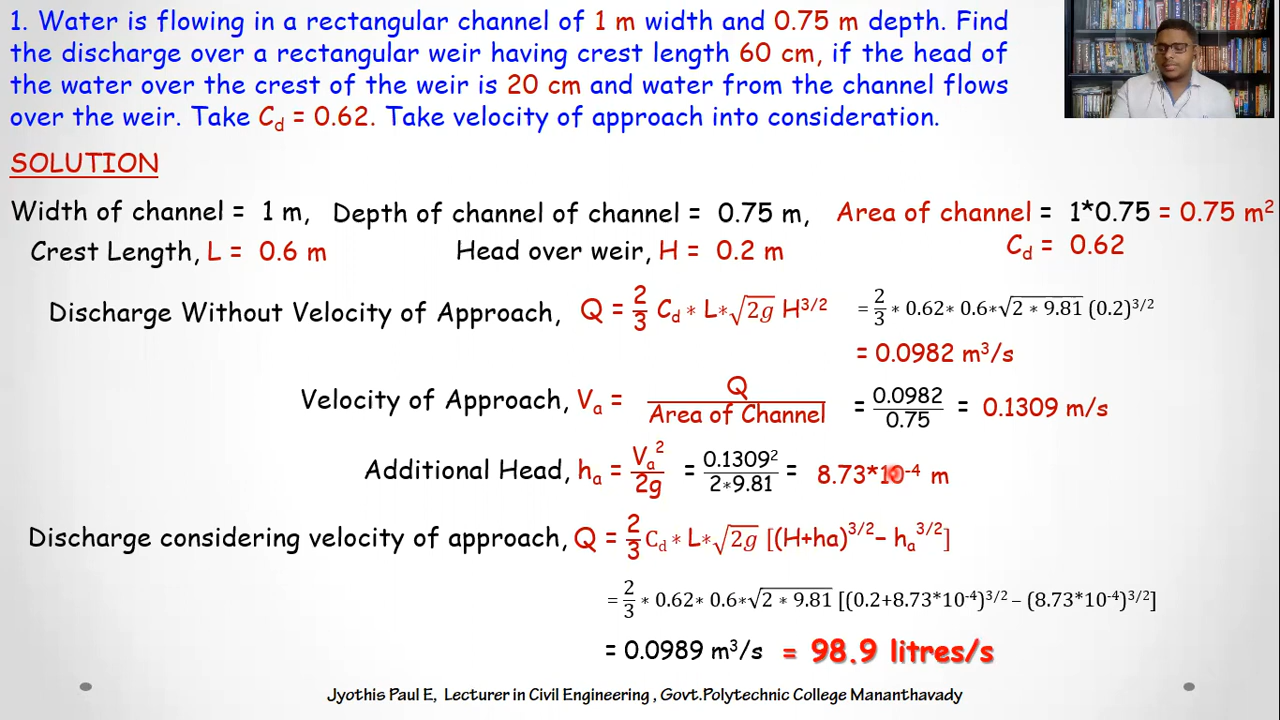 1. Water is flowing in a rectangular channel of 1 m width and 0.75 m depth. Find
the discharge over a rectangular weir having crest length 60 cm, if the head of
the water over the crest of the weir is 20 cm and water from the channel flows
over the weir. Take Cd = 0.62. Take velocity of approach into consideration.
SOLUTION
Width of channel = 1 m, Depth of channel of channel = 0.75 m, Area of channel = 1*0.75 = 0.75 m²
Crest Length, L = 0.6 m Head over weir, H = 0.2 m Cd = 0.62
Discharge Without Velocity of Approach, Q = 2/3 Cd * L * √2g H^3/2 = 2/3 * 0.62 * 0.6 * √2 * 9.81 (0.2)^3/2
= 0.0982 m³/s
Velocity of Approach, Va = Q / Area of Channel = 0.0982 / 0.75 = 0.1309 m/s
Additional Head, ha = Va² / 2g = 0.1309² / 2*9.81 = 8.73*10^-4 m
Discharge considering velocity of approach, Q = 2/3 Cd * L * √2g [(H+ha)^3/2 – ha^3/2]
= 2/3 * 0.62 * 0.6 * √2 * 9.81 [(0.2+8.73*10^-4)^3/2 – (8.73*10^-4)^3/2]
= 0.0989 m³/s = 98.9 litres/s
Jyothis Paul E, Lecturer in Civil Engineering , Govt.Polytechnic College Mananthavady